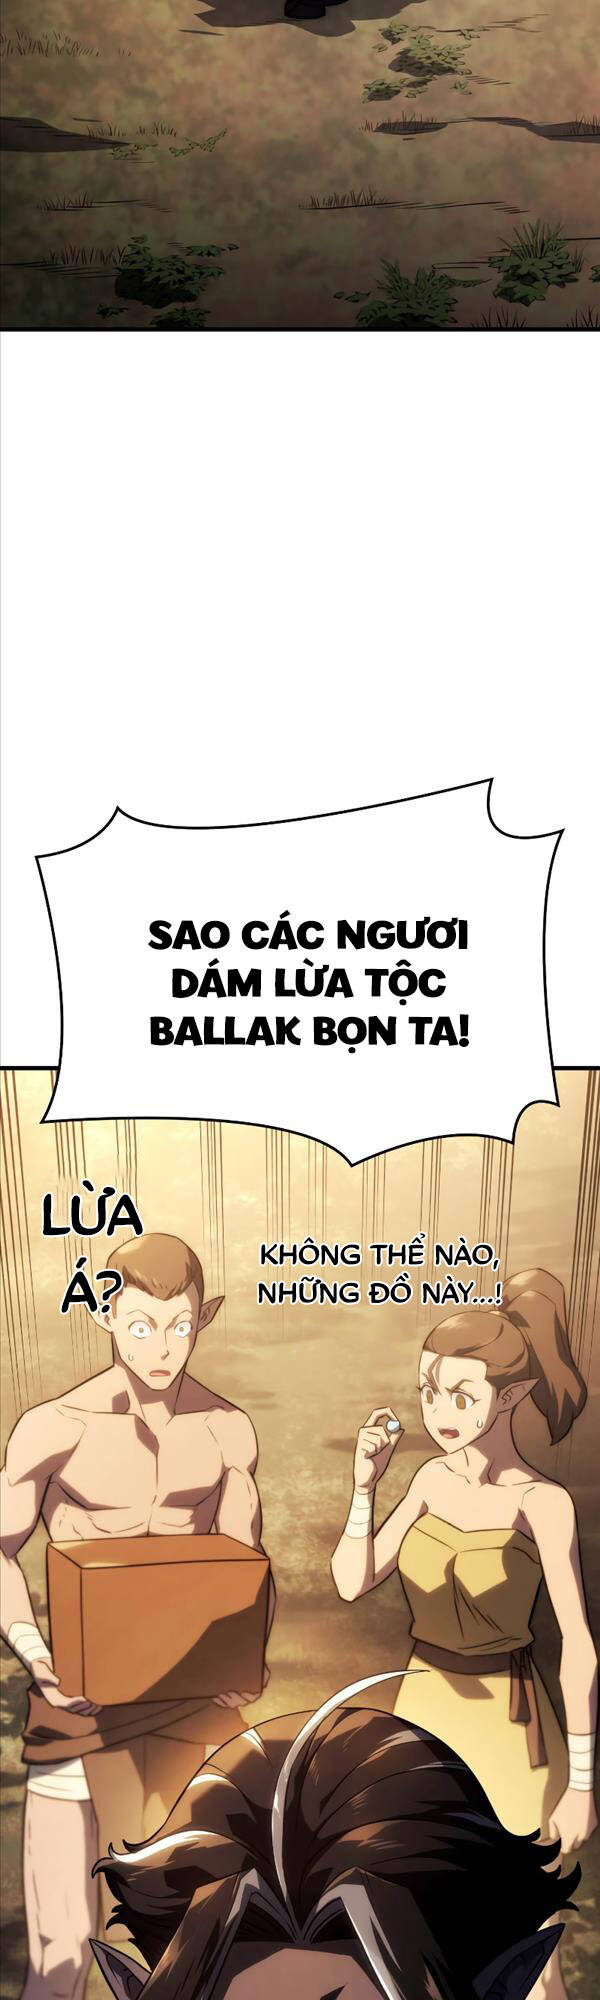 SAO CÁC NGƯƠI
DÁM LỪA TỘC
BALLAK BỌN TA!
LỪA
Á?
KHÔNG THỂ NÀO,
NHỮNG ĐỒ NÀY...!